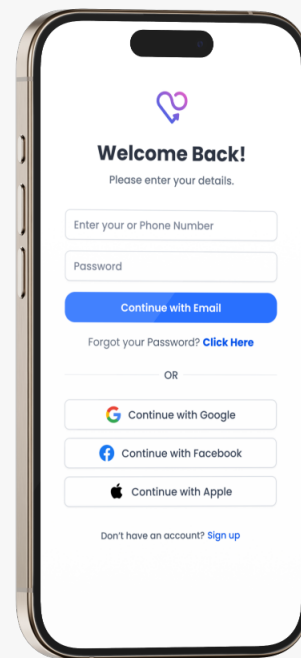 Welcome Back!
Please enter your details.
Enter your or Phone Number
Password
Continue with Email
Forgot your Password? Click Here
OR
Continue with Google
Continue with Facebook
Continue with Apple
Don't have an account? Sign up